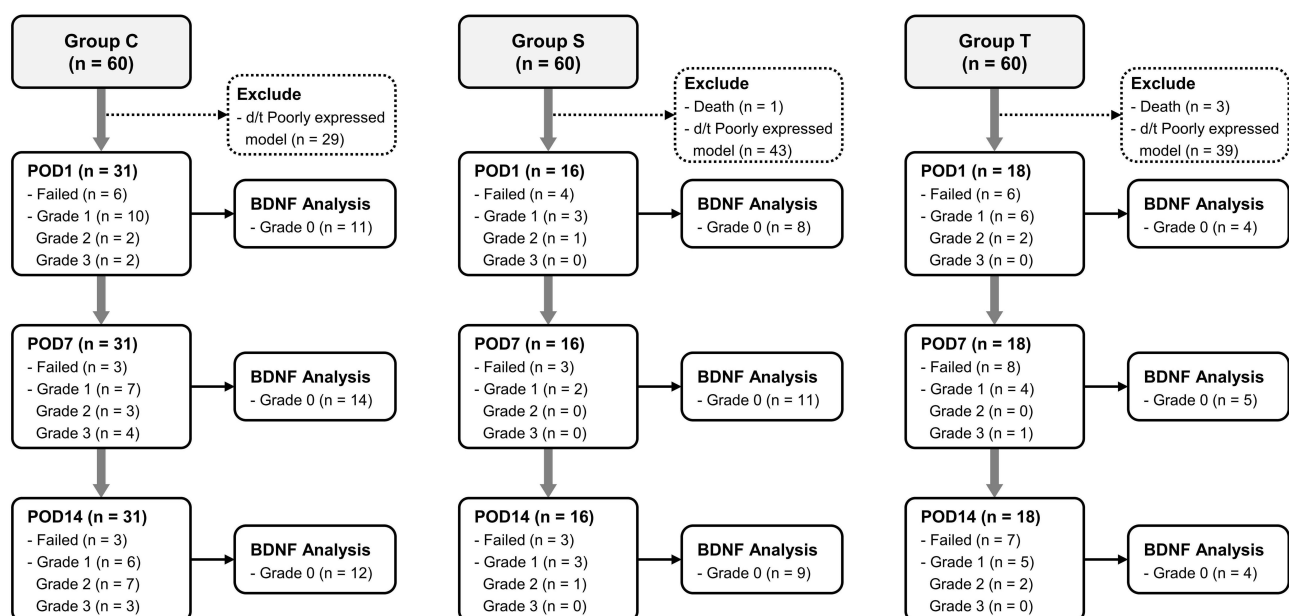 Group C
(n = 60)
Exclude
- d/t Poorly expressed
model (n = 29)
POD1 (n = 31)
- Failed (n = 6)
- Grade 1 (n = 10)
Grade 2 (n = 2)
Grade 3 (n = 2)
BDNF Analysis
- Grade 0 (n = 11)
POD7 (n = 31)
- Failed (n = 3)
- Grade 1 (n = 7)
Grade 2 (n = 3)
Grade 3 (n = 4)
BDNF Analysis
- Grade 0 (n = 14)
POD14 (n = 31)
- Failed (n = 3)
- Grade 1 (n = 6)
Grade 2 (n = 7)
Grade 3 (n = 3)
BDNF Analysis
- Grade 0 (n = 12)
Group S
(n = 60)
Exclude
- Death (n = 1)
- d/t Poorly expressed
model (n = 43)
POD1 (n = 16)
- Failed (n = 4)
- Grade 1 (n = 3)
Grade 2 (n = 1)
Grade 3 (n = 0)
BDNF Analysis
- Grade 0 (n = 8)
POD7 (n = 16)
- Failed (n = 3)
- Grade 1 (n = 2)
Grade 2 (n = 0)
Grade 3 (n = 0)
BDNF Analysis
- Grade 0 (n = 11)
POD14 (n = 16)
- Failed (n = 3)
- Grade 1 (n = 3)
Grade 2 (n = 1)
Grade 3 (n = 0)
BDNF Analysis
- Grade 0 (n = 9)
Group T
(n = 60)
Exclude
- Death (n = 3)
- d/t Poorly expressed
model (n = 39)
POD1 (n = 18)
- Failed (n = 6)
- Grade 1 (n = 6)
Grade 2 (n = 2)
Grade 3 (n = 0)
BDNF Analysis
- Grade 0 (n = 4)
POD7 (n = 18)
- Failed (n = 8)
- Grade 1 (n = 4)
Grade 2 (n = 0)
Grade 3 (n = 1)
BDNF Analysis
- Grade 0 (n = 5)
POD14 (n = 18)
- Failed (n = 7)
- Grade 1 (n = 5)
Grade 2 (n = 2)
Grade 3 (n = 0)
BDNF Analysis
- Grade 0 (n = 4)